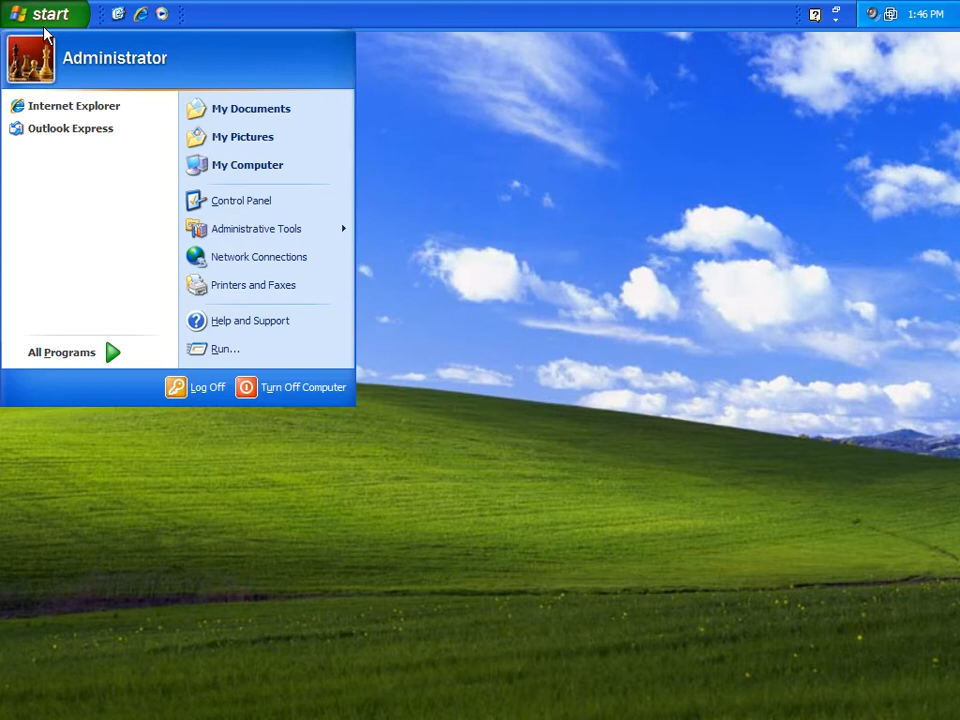 start
1:46 PM
Administrator
Internet Explorer
Outlook Express
All Programs
My Documents
My Pictures
My Computer
Control Panel
Administrative Tools
Network Connections
Printers and Faxes
Help and Support
Run...
Log Off
Turn Off Computer